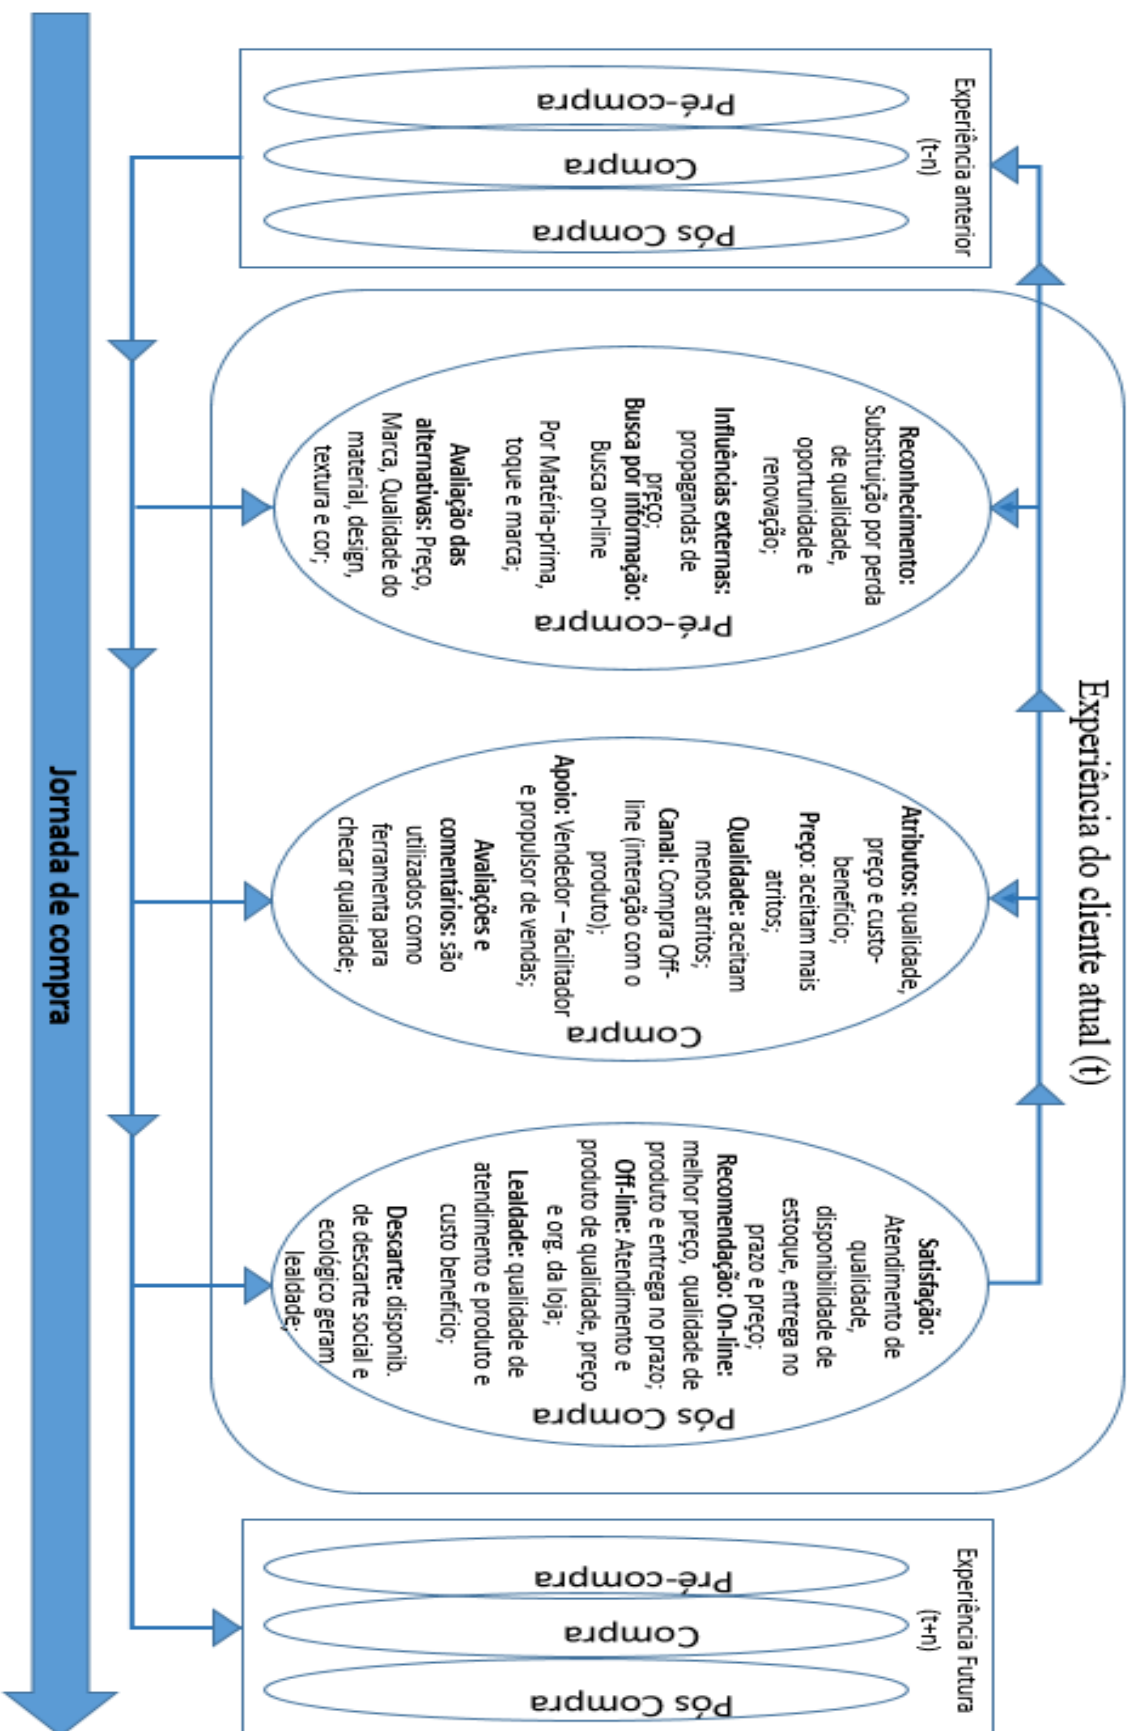 Experiência do cliente atual (t)
Experiência anterior
(t-n)
Pré-compra
Compra
Pós Compra
Reconhecimento:
Substituição por perda
de qualidade,
oportunidade e
renovação;
Influências externas:
propagandas de
preço;
Busca por informação:
Busca on-line
Por Matéria-prima,
toque e marca;
Avaliação das
alternativas: Preço,
Marca, Qualidade do
material, design,
textura e cor;
Pré-compra
Atributos: qualidade,
preço e custo-
benefício;
Preço: aceitam mais
atritos;
Qualidade: aceitam
menos atritos;
Canal: Compra Off-
line (interação com o
produto);
Apoio: Vendedor – facilitador
e propulsor de vendas;
Avaliações e
comentários: são
utilizados como
ferramenta para
checar qualidade;
Compra
Satisfação:
Atendimento de
qualidade,
disponibilidade de
estoque, entrega no
prazo e preço;
Recomendação: On-line:
melhor preço, qualidade de
produto e entrega no prazo;
Off-line: Atendimento e
produto de qualidade, preço
e org. da loja;
Lealdade: qualidade de
atendimento e produto e
custo benefício;
Descarte: disponib.
de descarte social e
ecológico geram
lealdade;
Pós Compra
Experiência Futura
(t+n)
Pré-compra
Compra
Pós Compra
Jornada de compra